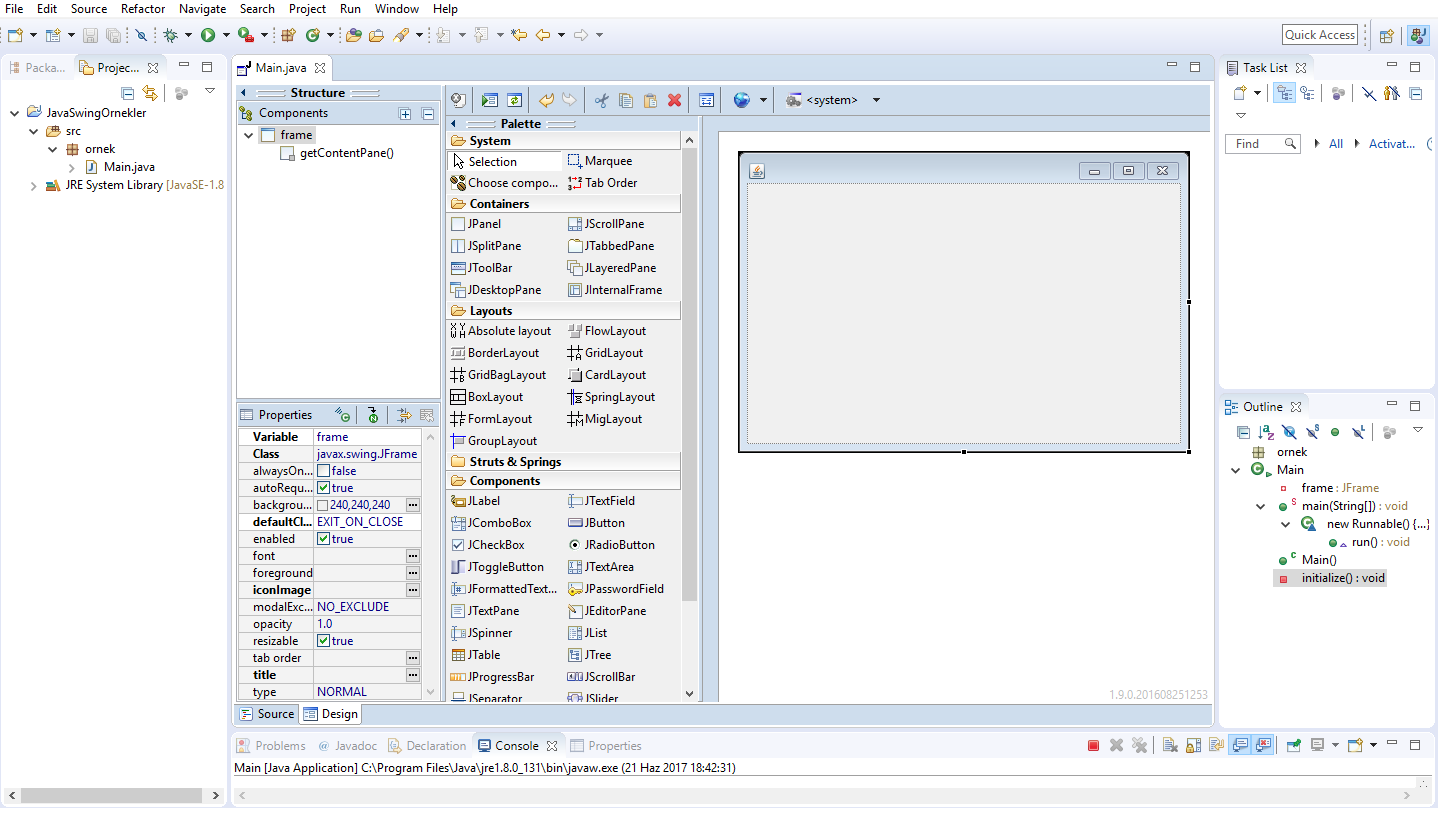 File Edit Source Refactor Navigate Search Project Run Window Help
Quick Access
Packa...
Projec...
JavaSwingOrnekler
src
ornek
Main.java
JRE System Library [JavaSE-1.8
Main.java
Structure
Components
frame
getContentPane()
Properties
Variable frame
Class javax.swing.JFrame
alwaysOn... false
autoRequ... true
backgrou... 240,240,240 ...
defaultCl... EXIT_ON_CLOSE
enabled true
font ...
foreground ...
iconImage ...
modalExc... NO_EXCLUDE
opacity 1.0
resizable true
tab order ...
title ...
type NORMAL
<system>
Palette
System
Selection Marquee
Choose compo... Tab Order
Containers
JPanel JScrollPane
JSplitPane JTabbedPane
JToolBar JLayeredPane
JDesktopPane JInternalFrame
Layouts
Absolute layout FlowLayout
BorderLayout GridLayout
GridBagLayout CardLayout
BoxLayout SpringLayout
FormLayout MigLayout
GroupLayout
Struts & Springs
Components
JLabel JTextField
JComboBox JButton
JCheckBox JRadioButton
JToggleButton JTextArea
JFormattedText... JPasswordField
JTextPane JEditorPane
JSpinner JList
JTable JTree
JProgressBar JScrollBar
JSeparator JSlider
1.9.0.201608251253
Source Design
Task List
Find All Activat...
Outline
ornek
Main
frame : JFrame
main(String[]) : void
new Runnable() {...}
run() : void
Main()
initialize() : void
Problems @ Javadoc Declaration Console Properties
Main [Java Application] C:\Program Files\Java\jre1.8.0_131\bin\javaw.exe (21 Haz 2017 18:42:31)